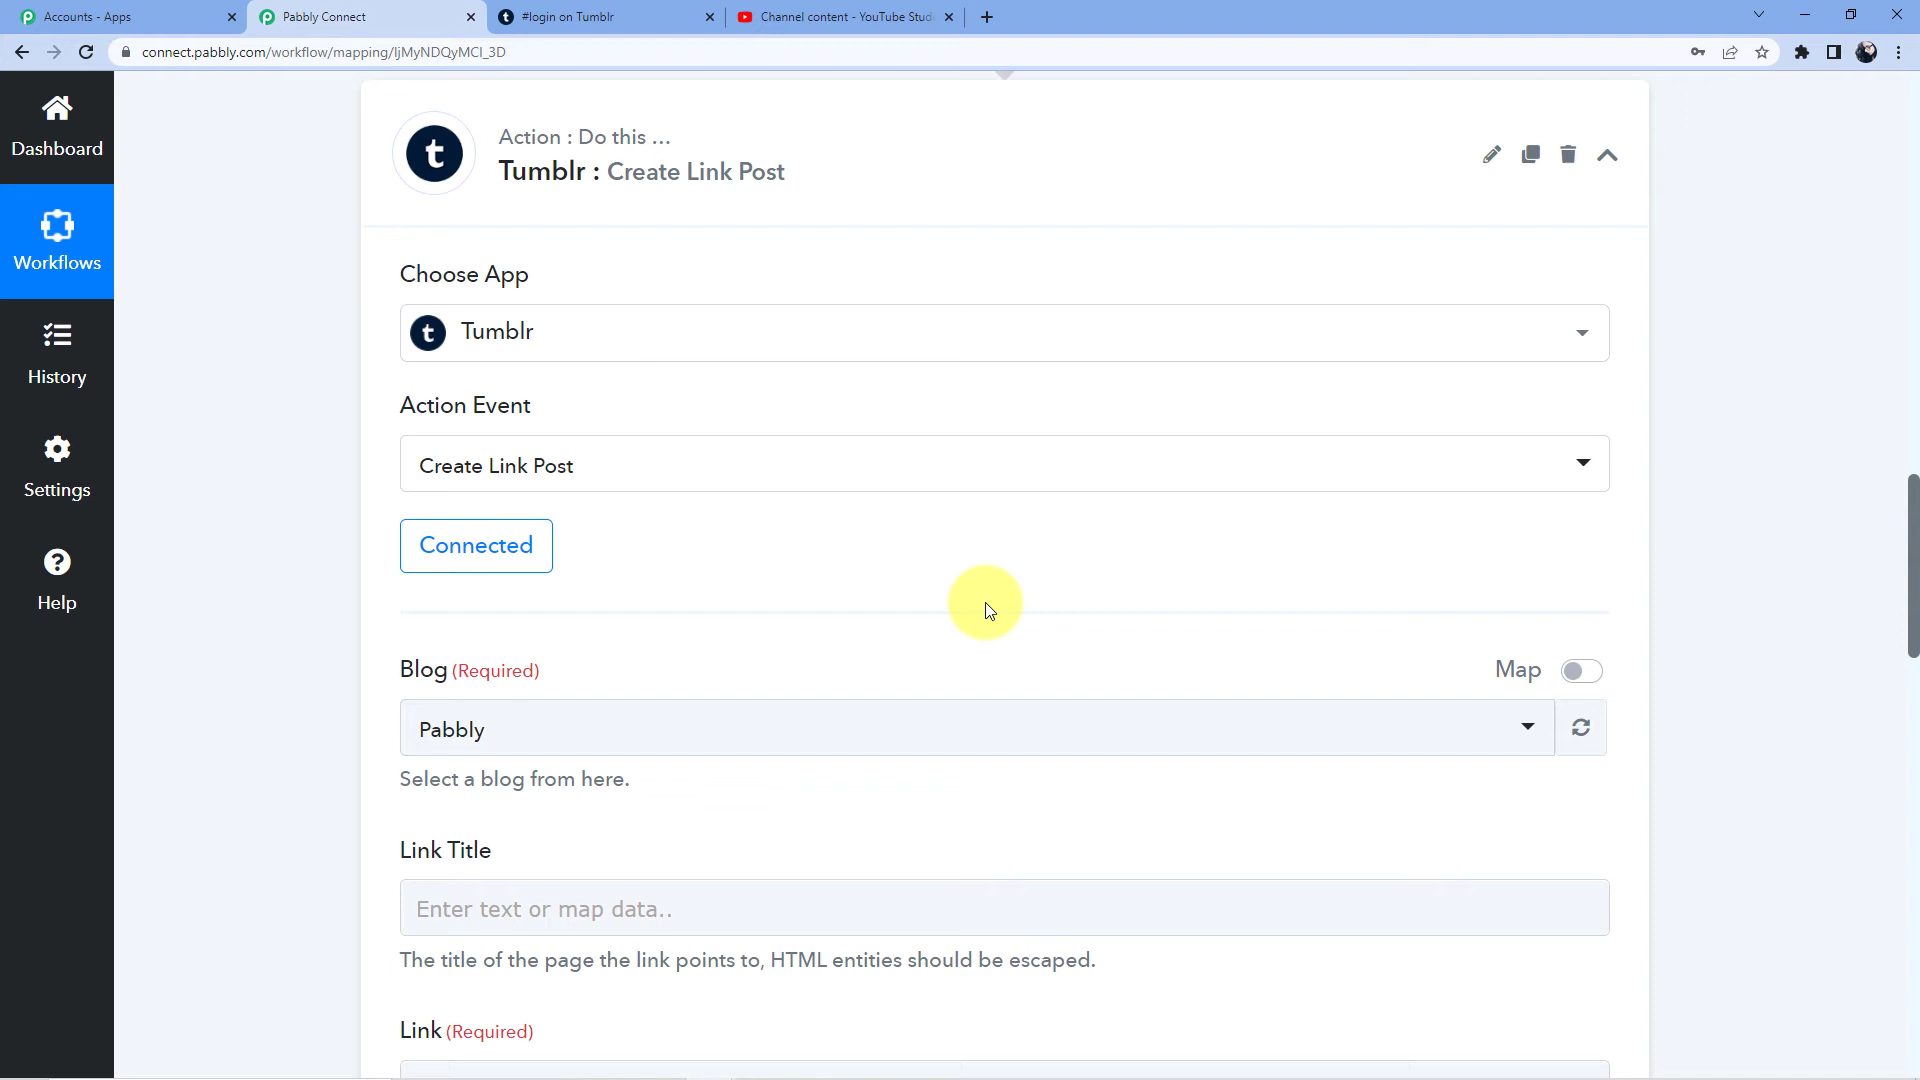 Accounts - Apps
Pabbly Connect
#login on Tumblr
Channel content - YouTube Stud
connect.pabbly.com/workflow/mapping/IjMyNDQyMCI_3D
Dashboard
Workflows
History
Settings
Help
Action : Do this ...
Tumblr : Create Link Post
Choose App
Tumblr
Action Event
Create Link Post
Connected
Blog (Required)
Map
Pabbly
Select a blog from here.
Link Title
Enter text or map data..
The title of the page the link points to, HTML entities should be escaped.
Link (Required)